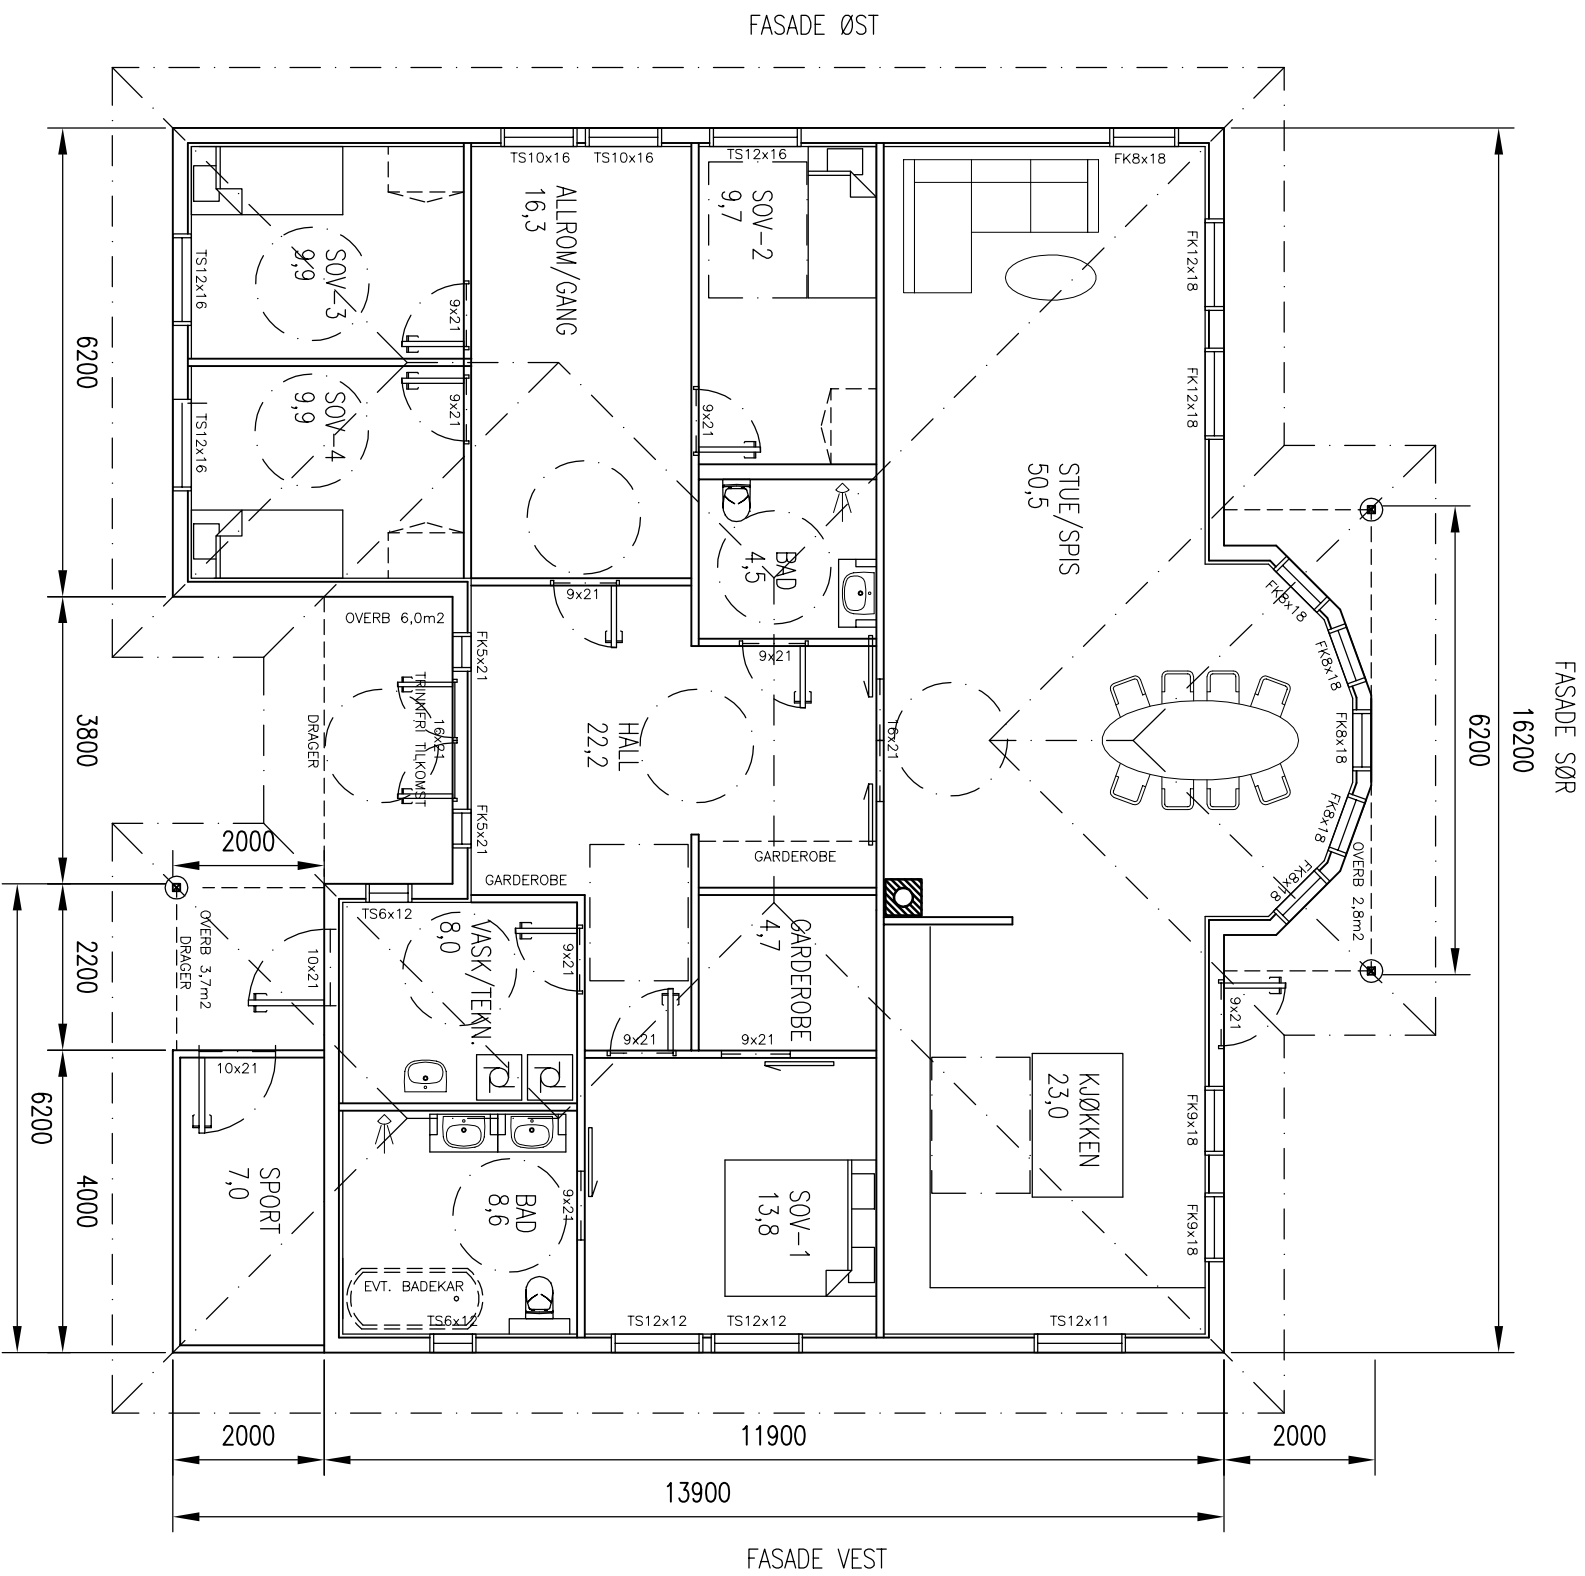 FASADE ØST
TS10x16
TS10x16
TS12x16
FK8x18
ALLROM/GANG
16,3
SOV-2
9,7
SOV-3
9,9
TS12x16
9x21
FK12x18
6200
FK12x18
SOV-4
9,9
TS12x16
9x21
9x21
STUE/SPIS
50,5
BAD
4,5
9x21
FK8x18
OVERB 6,0m2
FK5x21
9x21
FK8x18
FASADE SØR
16200
6200
3800
DRAGER
TRINNFRI TILKOMST
16x21
HALL
22,2
16x21
FK8x18
2000
FK5x21
FK8x18
GARDEROBE
GARDEROBE
FK8x18
OVERB 2,8m2
TS6x12
2200
OVERB 3,7m2
DRAGER
10x21
VASK/TEKN.
8,0
9x21
GARDEROBE
4,7
9x21
9x21
9x21
10x21
KJØKKEN
23,0
FK9x18
6200
4000
SPORT
7,0
BAD
8,6
9x21
SOV-1
13,8
FK9x18
EVT. BADEKAR
TS6x12
TS12x12
TS12x12
TS12x11
2000
11900
2000
13900
FASADE VEST